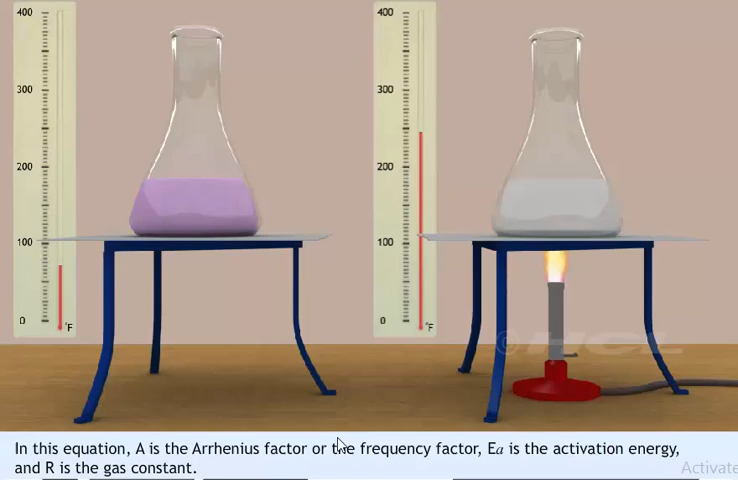 400 400
300 300
200 200
100 100
0 0
°F °F
© HCL
In this equation, A is the Arrhenius factor or the frequency factor, Ea is the activation energy,
and R is the gas constant.
Activate